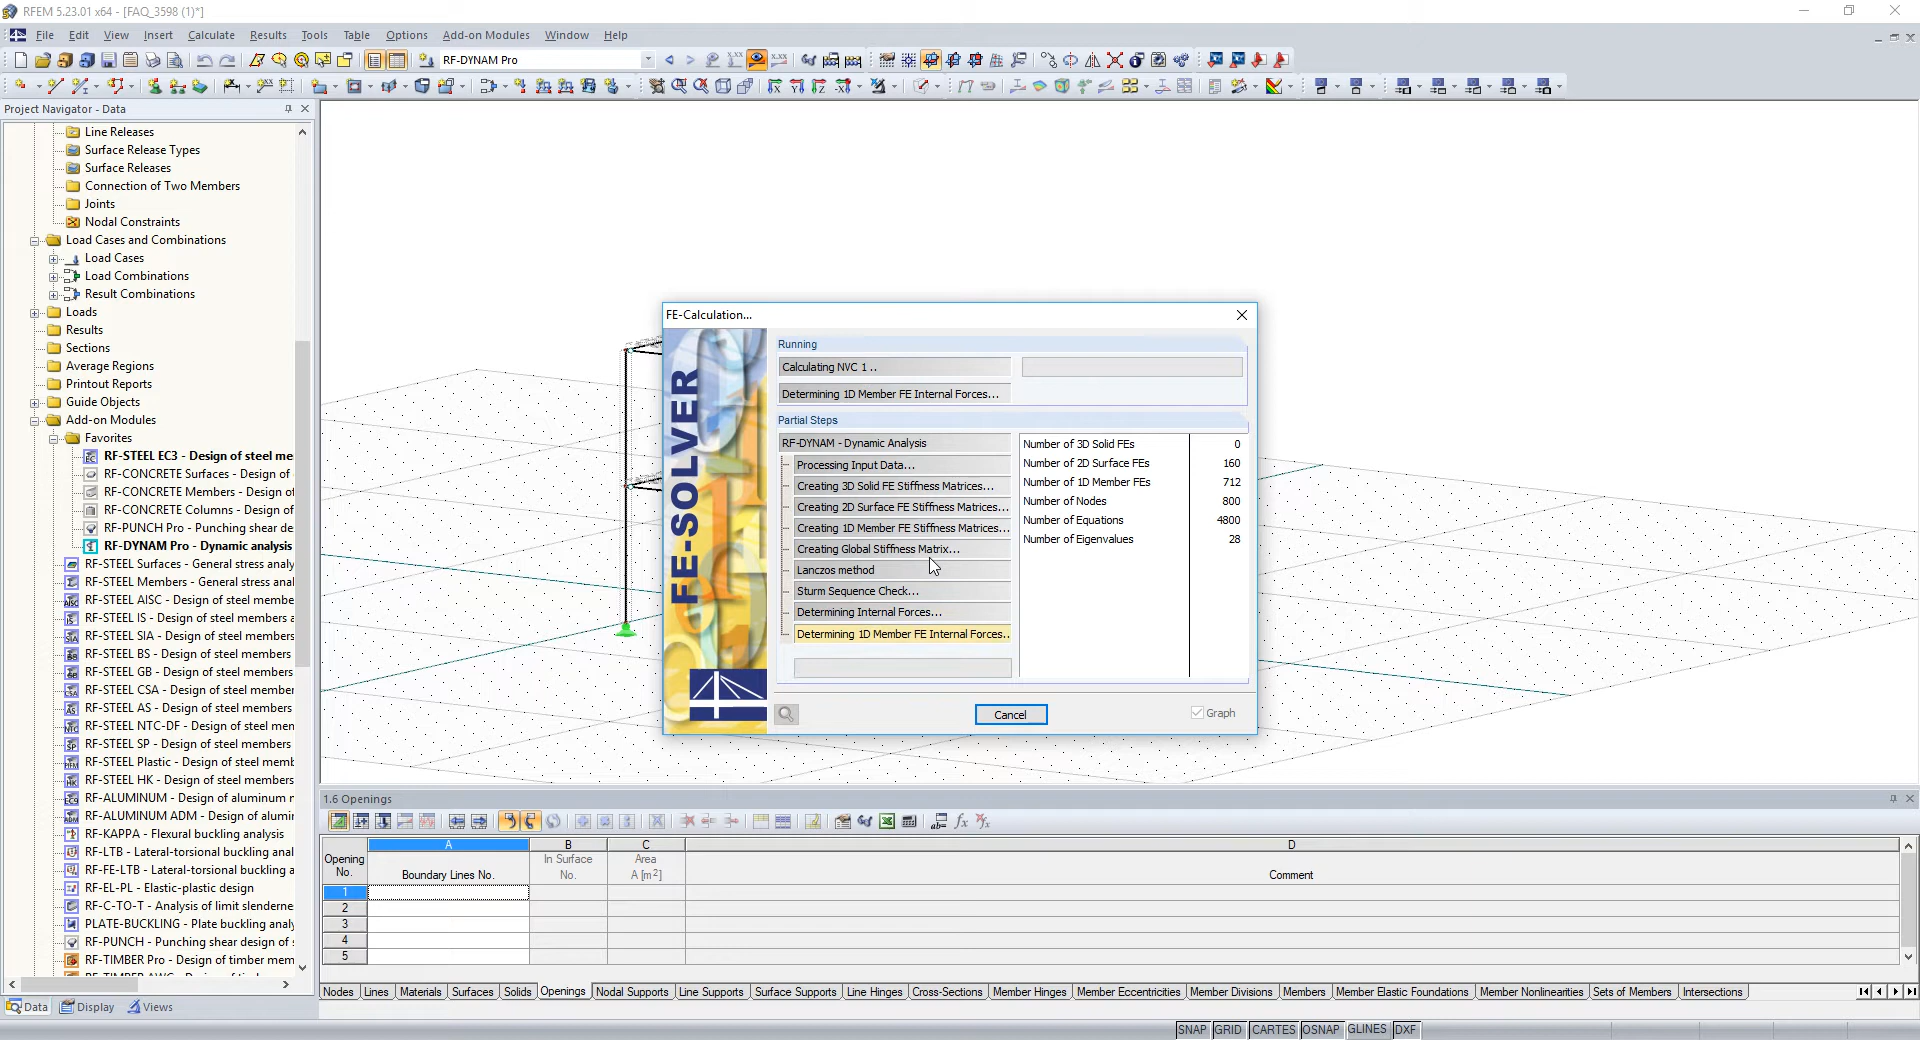 RFEM 5.23.01 x64 - [FAQ_3598 (1)*]
File Edit View Insert Calculate Results Tools Table Options Add-on Modules Window Help
RF-DYNAM Pro
Project Navigator - Data
Line Releases
Surface Release Types
Surface Releases
Connection of Two Members
Joints
Nodal Constraints
Load Cases and Combinations
Load Cases
Load Combinations
Result Combinations
Loads
Results
Sections
Average Regions
Printout Reports
Guide Objects
Add-on Modules
Favorites
RF-STEEL EC3 - Design of steel me
RF-CONCRETE Surfaces - Design of
RF-CONCRETE Members - Design of
RF-CONCRETE Columns - Design of
RF-PUNCH Pro - Punching shear de
RF-DYNAM Pro - Dynamic analysis
RF-STEEL Surfaces - General stress analy
RF-STEEL Members - General stress analy
RF-STEEL AISC - Design of steel membe
RF-STEEL IS - Design of steel members a
RF-STEEL SIA - Design of steel members
RF-STEEL BS - Design of steel members
RF-STEEL GB - Design of steel members
RF-STEEL CSA - Design of steel members
RF-STEEL AS - Design of steel members
RF-STEEL NTC-DF - Design of steel men
RF-STEEL SP - Design of steel members
RF-STEEL Plastic - Design of steel memb
RF-STEEL HK - Design of steel members
RF-ALUMINUM - Design of aluminum n
RF-ALUMINUM ADM - Design of alumir
RF-KAPPA - Flexural buckling analysis
RF-LTB - Lateral-torsional buckling anal
RF-FE-LTB - Lateral-torsional buckling a
RF-EL-PL - Elastic-plastic design
RF-C-TO-T - Analysis of limit slenderne
PLATE-BUCKLING - Plate buckling analy
RF-PUNCH - Punching shear design of s
RF-TIMBER Pro - Design of timber mem
Data Display Views
FE-Calculation...
FE-SOLVER
Running
Calculating NVC 1 ..
Determining 1D Member FE Internal Forces...
Partial Steps
RF-DYNAM - Dynamic Analysis
Processing Input Data...
Creating 3D Solid FE Stiffness Matrices...
Creating 2D Surface FE Stiffness Matrices...
Creating 1D Member FE Stiffness Matrices...
Creating Global Stiffness Matrix...
Lanczos method
Sturm Sequence Check...
Determining Internal Forces...
Determining 1D Member FE Internal Forces..
Number of 3D Solid FEs 0
Number of 2D Surface FEs 160
Number of 1D Member FEs 712
Number of Nodes 800
Number of Equations 4800
Number of Eigenvalues 28
Cancel
Graph
1.6 Openings
A B C D
Opening In Surface Area
No. Boundary Lines No. No. A [m²] Comment
1
2
3
4
5
Nodes Lines Materials Surfaces Solids Openings Nodal Supports Line Supports Surface Supports Line Hinges Cross-Sections Member Hinges Member Eccentricities Member Divisions Members Member Elastic Foundations Member Nonlinearities Sets of Members Intersections
SNAP GRID CARTES OSNAP GLINES DXF